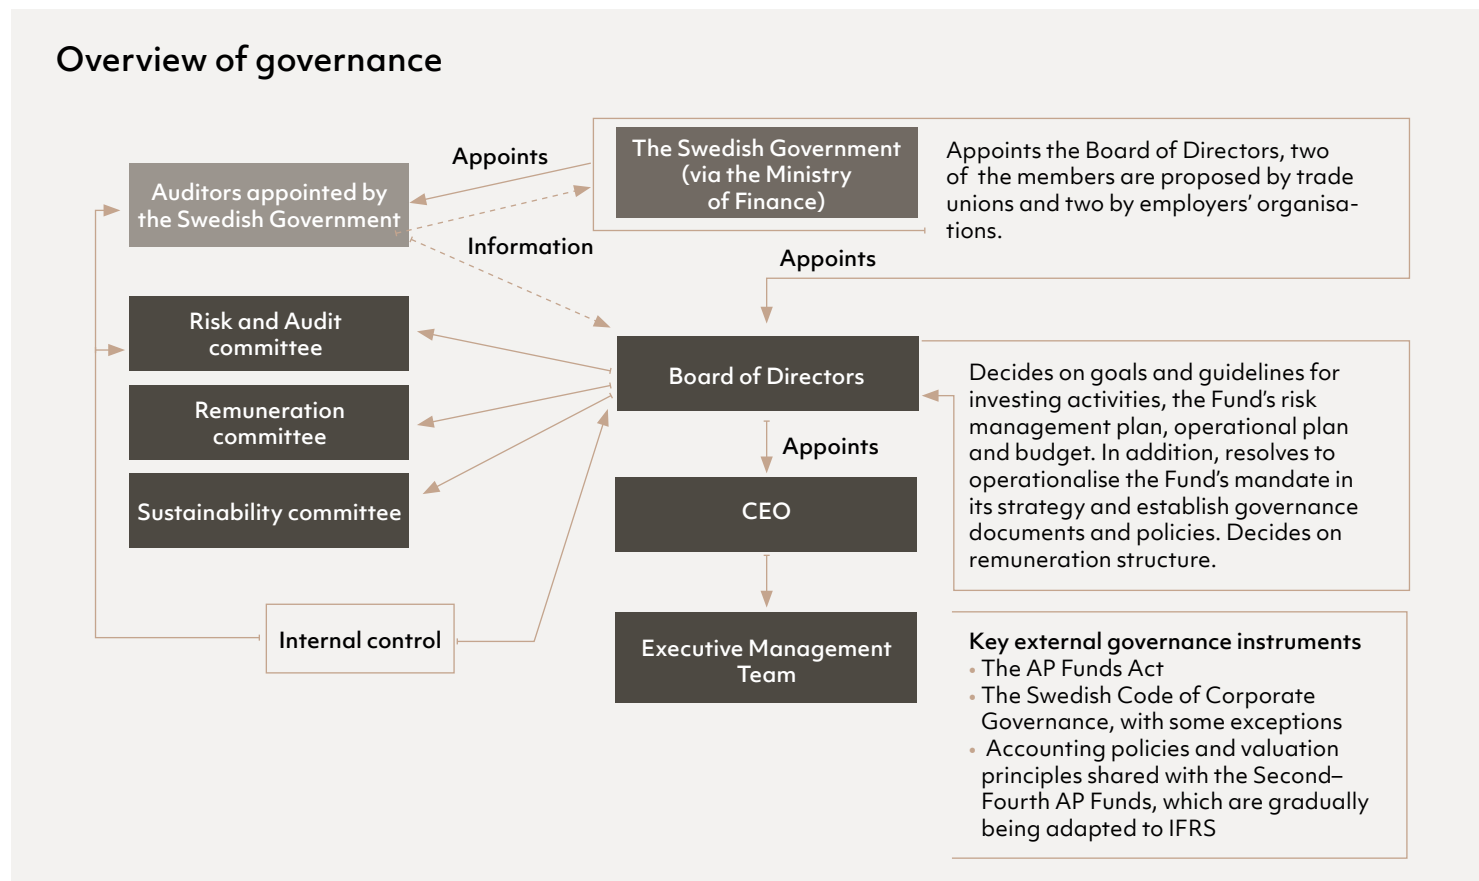 Overview of governance
Appoints
The Swedish Government
(via the Ministry
of Finance)
Appoints the Board of Directors, two
of the members are proposed by trade
unions and two by employers’ organisa-
tions.
Auditors appointed by
the Swedish Government
Information
Appoints
Risk and Audit
committee
Board of Directors
Decides on goals and guidelines for
investing activities, the Fund’s risk
management plan, operational plan
and budget. In addition, resolves to
operationalise the Fund’s mandate in
its strategy and establish governance
documents and policies. Decides on
remuneration structure.
Remuneration
committee
Appoints
Sustainability committee
CEO
Internal control
Executive Management
Team
Key external governance instruments
• The AP Funds Act
• The Swedish Code of Corporate
Governance, with some exceptions
• Accounting policies and valuation
principles shared with the Second–
Fourth AP Funds, which are gradually
being adapted to IFRS